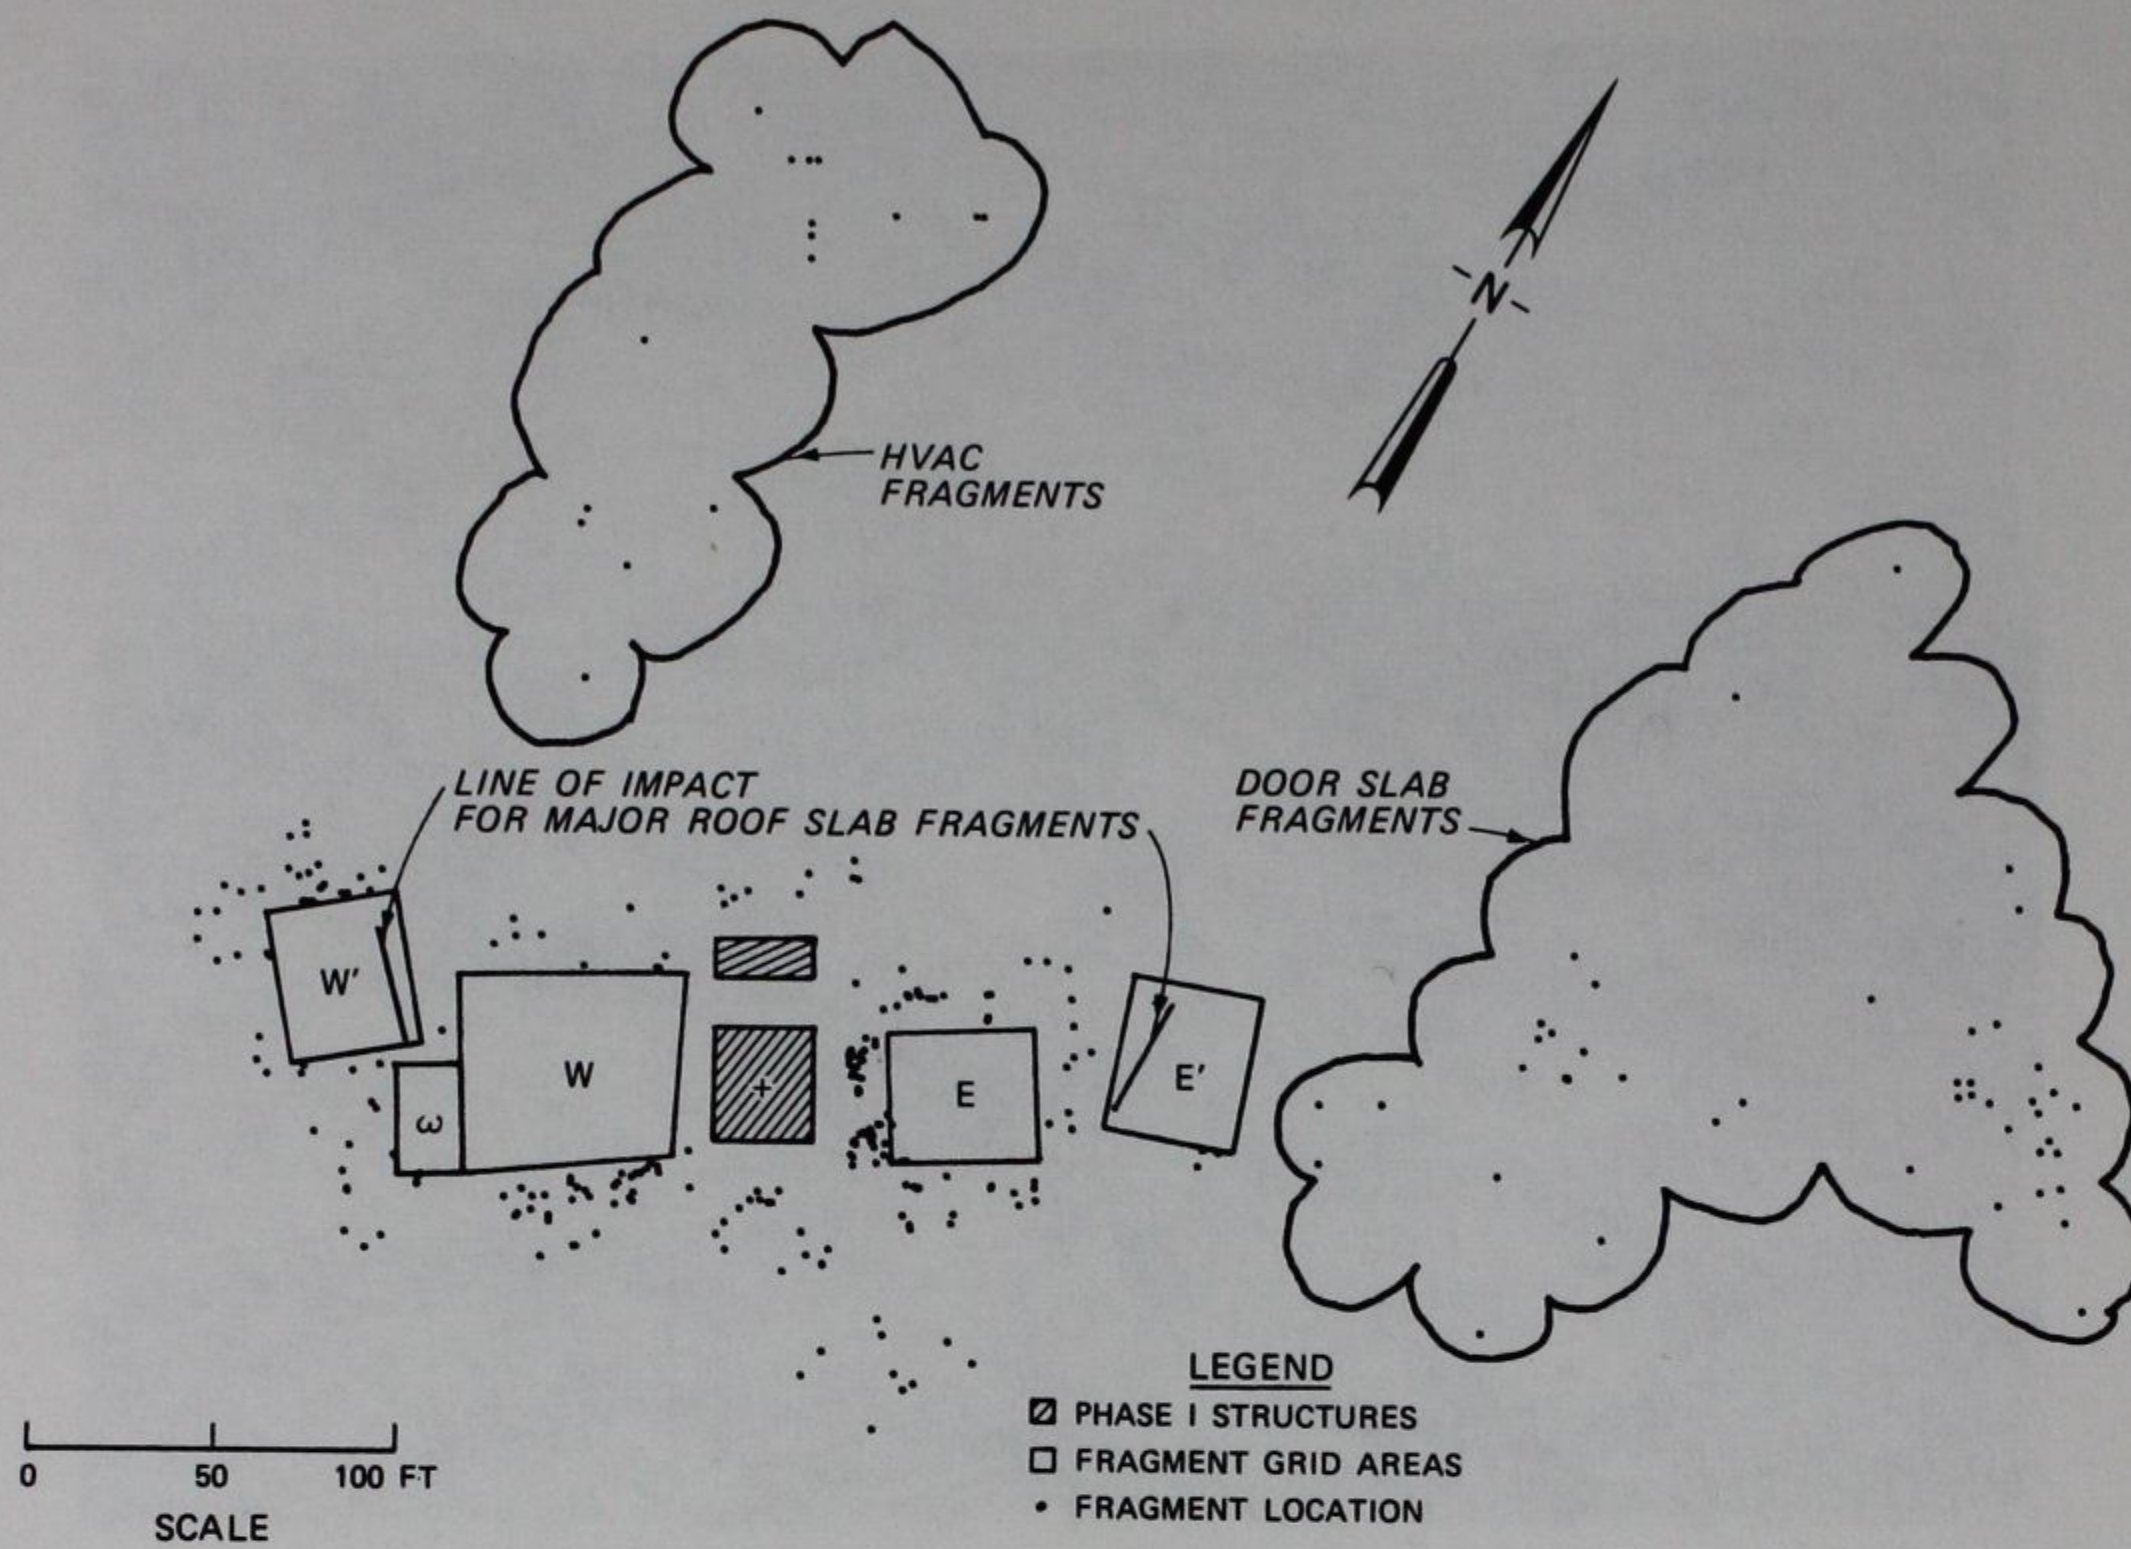 N
HVAC
FRAGMENTS
LINE OF IMPACT
FOR MAJOR ROOF SLAB FRAGMENTS
DOOR SLAB
FRAGMENTS
W'
W
ω
+
E
E'
LEGEND
PHASE I STRUCTURES
FRAGMENT GRID AREAS
FRAGMENT LOCATION
0 50 100 FT
SCALE